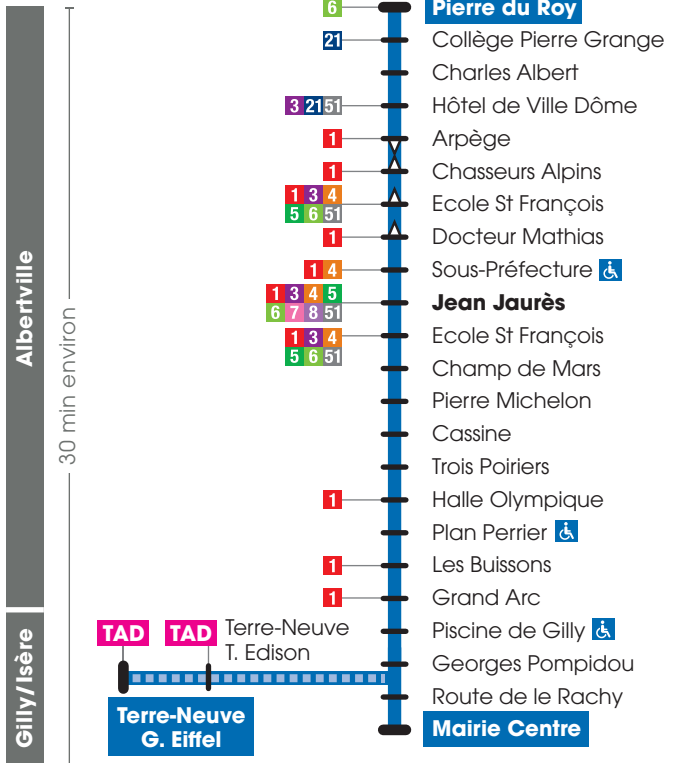 6 Pierre du Roy
21 Collège Pierre Grange
Charles Albert
3 21 51 Hôtel de Ville Dôme
1 Arpège
1 Chasseurs Alpins
1 3 4
5 6 51
Ecole St François
1 Docteur Mathias
1 4 Sous-Préfecture
1 3 4 5
6 7 8 51
Jean Jaurès
1 3 4
5 6 51
Ecole St François
Champ de Mars
Pierre Michelon
Cassine
Trois Poiriers
1 Halle Olympique
Plan Perrier
1 Les Buissons
1 Grand Arc
Piscine de Gilly
Georges Pompidou
Route de le Rachy
Mairie Centre
TAD
TAD
Terre-Neuve
T. Edison
Terre-Neuve
G. Eiffel
Albertville
Gilly/Isère
30 min environ